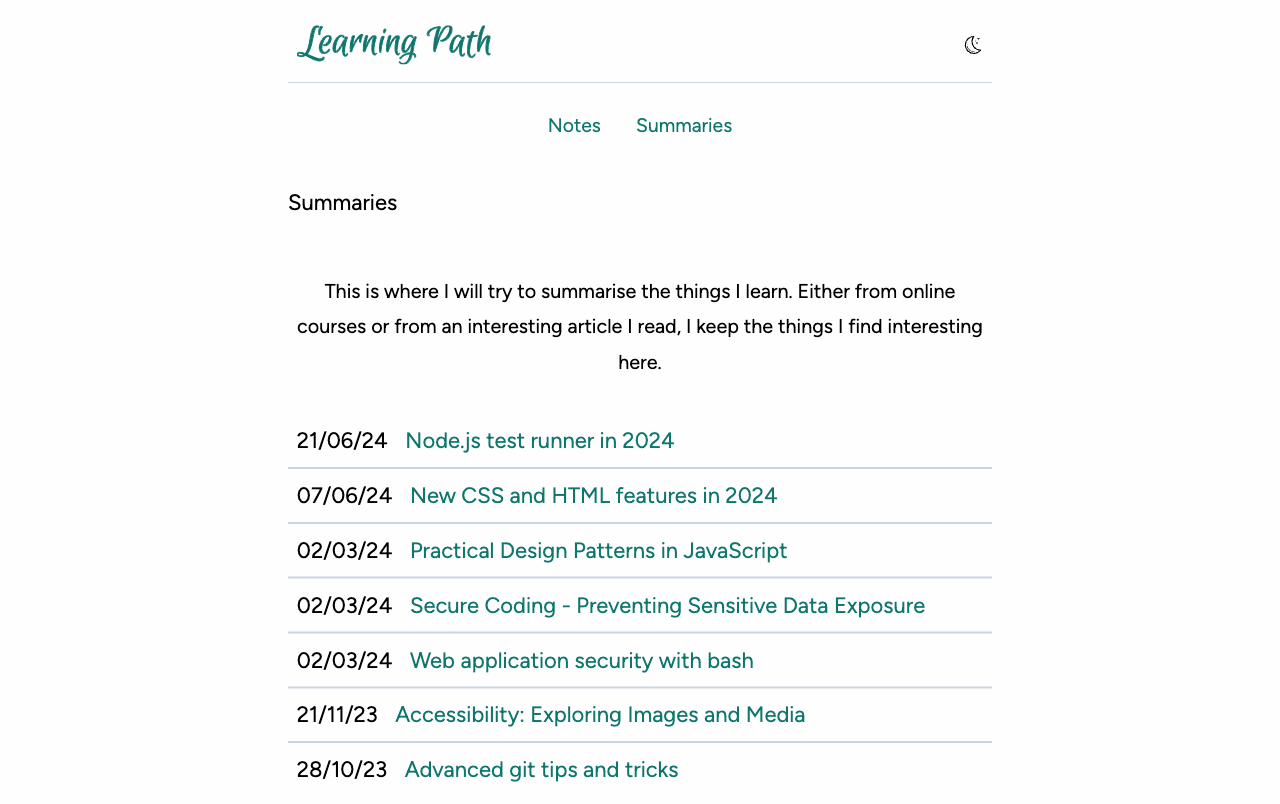 Learning Path
Notes Summaries
Summaries
This is where I will try to summarise the things I learn. Either from online
courses or from an interesting article I read, I keep the things I find interesting
here.
21/06/24 Node.js test runner in 2024
07/06/24 New CSS and HTML features in 2024
02/03/24 Practical Design Patterns in JavaScript
02/03/24 Secure Coding - Preventing Sensitive Data Exposure
02/03/24 Web application security with bash
21/11/23 Accessibility: Exploring Images and Media
28/10/23 Advanced git tips and tricks